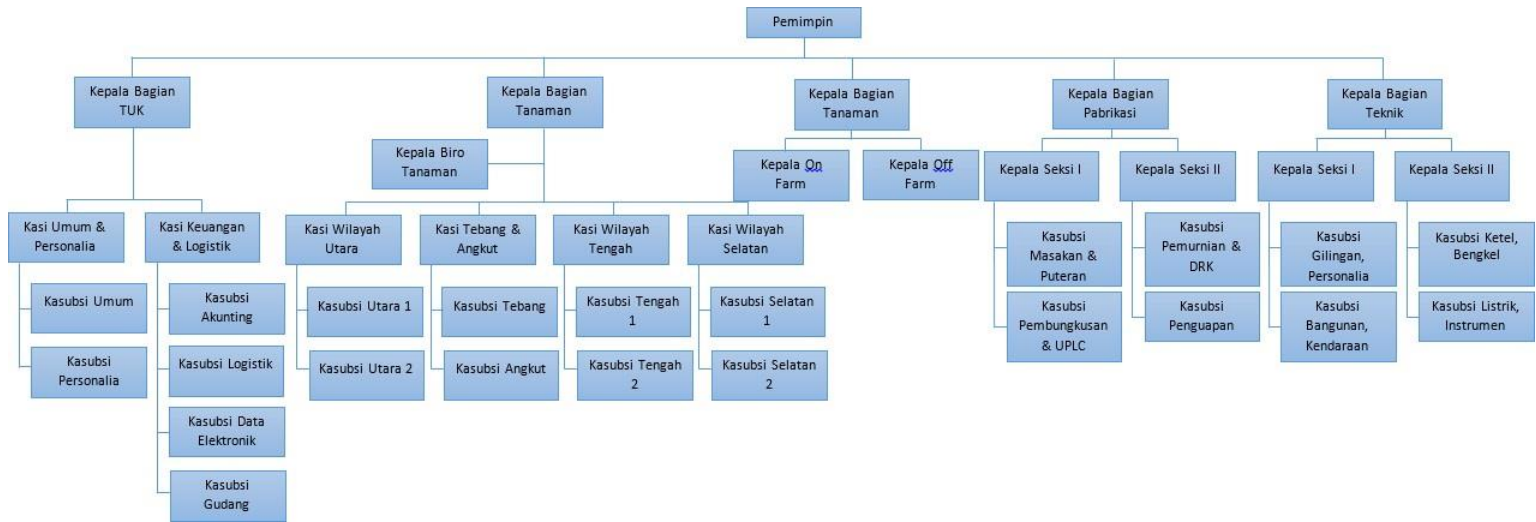 Pemimpin
Kepala Bagian
TUK
Kepala Bagian
Tanaman
Kepala Bagian
Tanaman
Kepala Bagian
Pabrikasi
Kepala Bagian
Teknik
Kepala Biro
Tanaman
Kepala On
Farm
Kepala Off
Farm
Kepala Seksi I
Kepala Seksi II
Kepala Seksi I
Kepala Seksi II
Kasi Umum &
Personalia
Kasi Keuangan
& Logistik
Kasi Wilayah
Utara
Kasi Tebang &
Angkut
Kasi Wilayah
Tengah
Kasi Wilayah
Selatan
Kasubsi Umum
Kasubsi
Personalia
Kasubsi
Akunting
Kasubsi Logistik
Kasubsi Data
Elektronik
Kasubsi
Gudang
Kasubsi Utara 1
Kasubsi Utara 2
Kasubsi Tebang
Kasubsi Angkut
Kasubsi Tengah
1
Kasubsi Tengah
2
Kasubsi Selatan
1
Kasubsi Selatan
2
Kasubsi
Masakan &
Puteran
Kasubsi
Pembungkusan
& UPLC
Kasubsi
Pemurnian &
DRK
Kasubsi
Penguapan
Kasubsi
Gilingan,
Personalia
Kasubsi
Bangunan,
Kendaraan
Kasubsi Ketel,
Bengkel
Kasubsi Listrik,
Instrumen